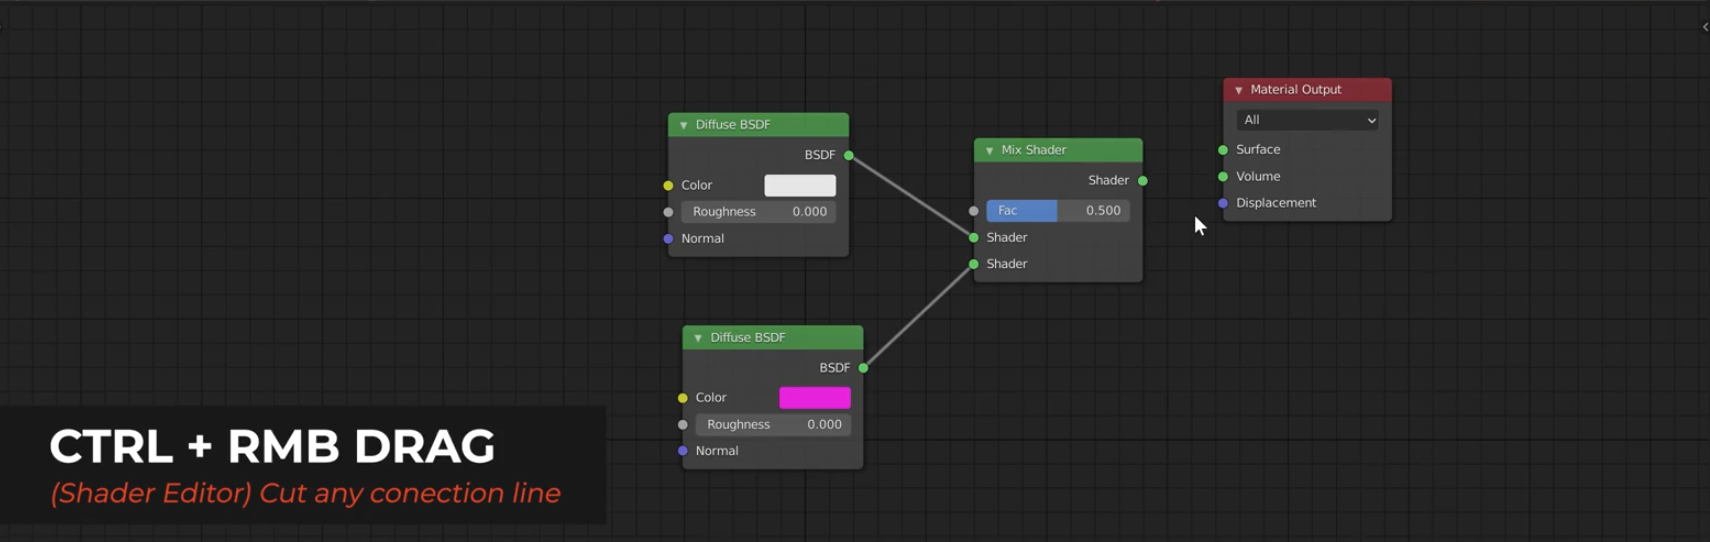 Diffuse BSDF
BSDF
Color
Roughness 0.000
Normal
Mix Shader
Shader
Fac 0.500
Shader
Shader
Material Output
All
Surface
Volume
Displacement
Diffuse BSDF
BSDF
Color
Roughness 0.000
Normal
CTRL + RMB DRAG
(Shader Editor) Cut any conection line